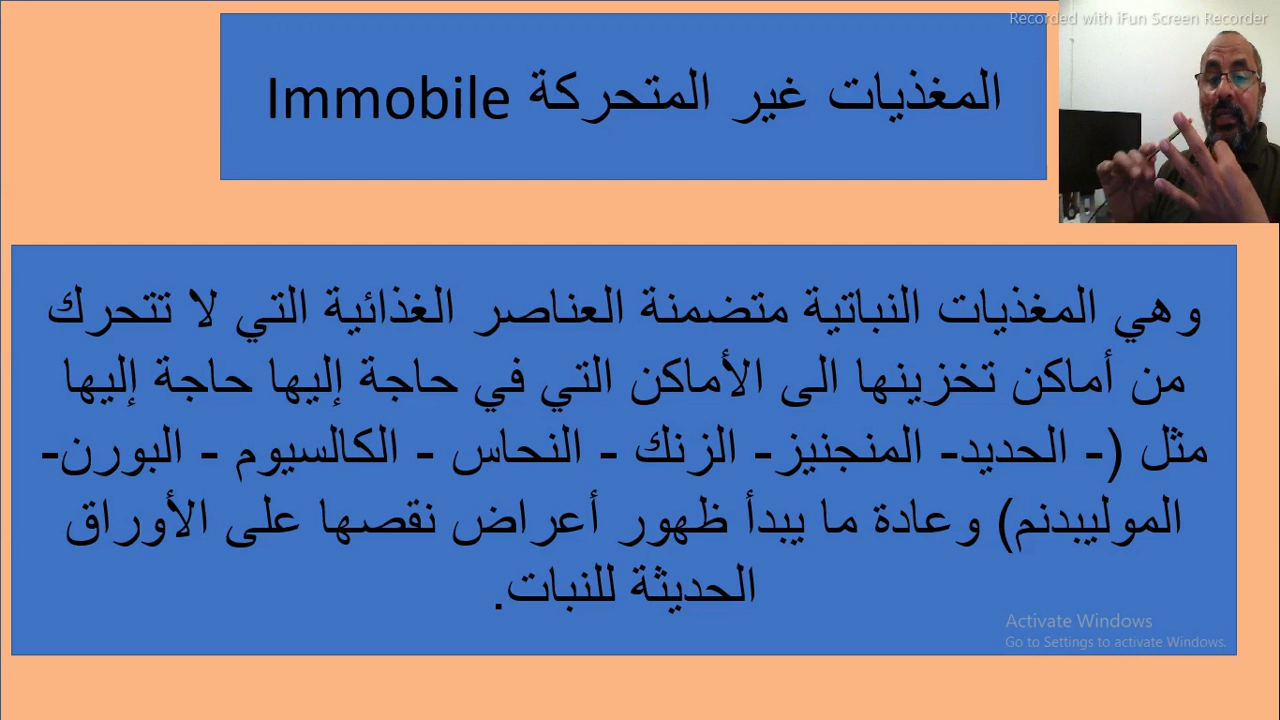 Recorded with iFun Screen Recorder
المغذيات غير المتحركة Immobile
وهي المغذيات النباتية متضمنة العناصر الغذائية التي لا تتحرك
من أماكن تخزينها الى الأماكن التي في حاجة إليها حاجة إليها
مثل (- الحديد- المنجنيز- الزنك - النحاس - الكالسيوم - البورن-
الموليبدنم) وعادة ما يبدأ ظهور أعراض نقصها على الأوراق
الحديثة للنبات.
Activate Windows
Go to Settings to activate Windows.